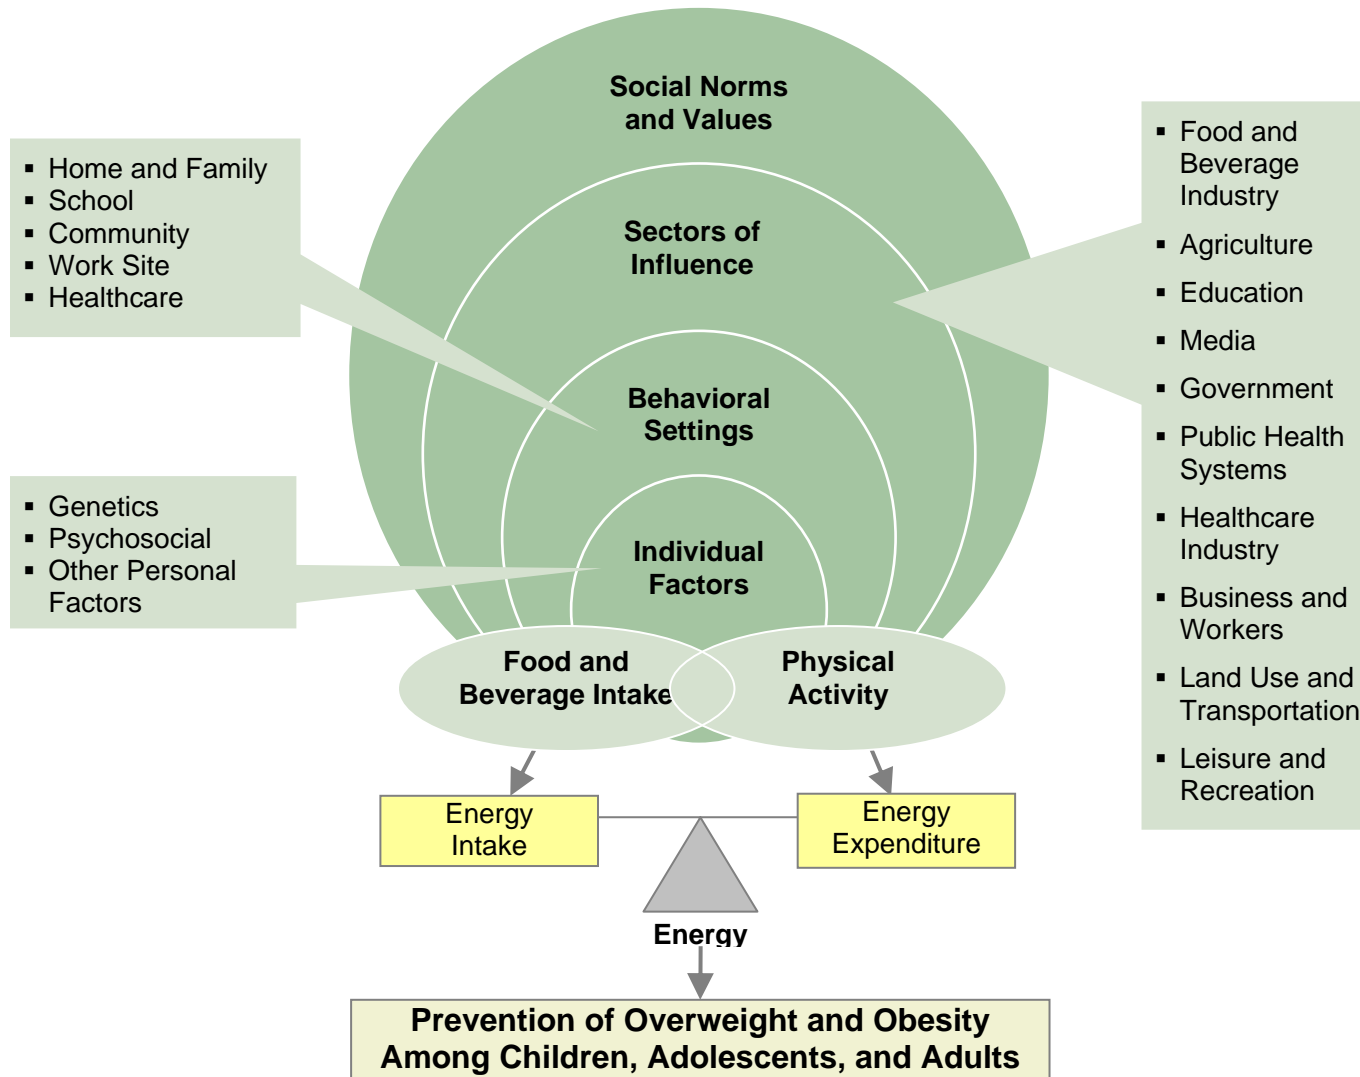 Social Norms
and Values
▪ Home and Family
▪ School
▪ Community
▪ Work Site
▪ Healthcare
Sectors of
Influence
▪ Food and
Beverage
Industry
▪ Agriculture
▪ Education
▪ Media
▪ Government
▪ Public Health
Systems
▪ Healthcare
Industry
▪ Business and
Workers
▪ Land Use and
Transportation
▪ Leisure and
Recreation
Behavioral
Settings
▪ Genetics
▪ Psychosocial
▪ Other Personal
Factors
Individual
Factors
Food and
Beverage Intake
Physical
Activity
Energy
Intake
Energy
Expenditure
Energy
Prevention of Overweight and Obesity
Among Children, Adolescents, and Adults